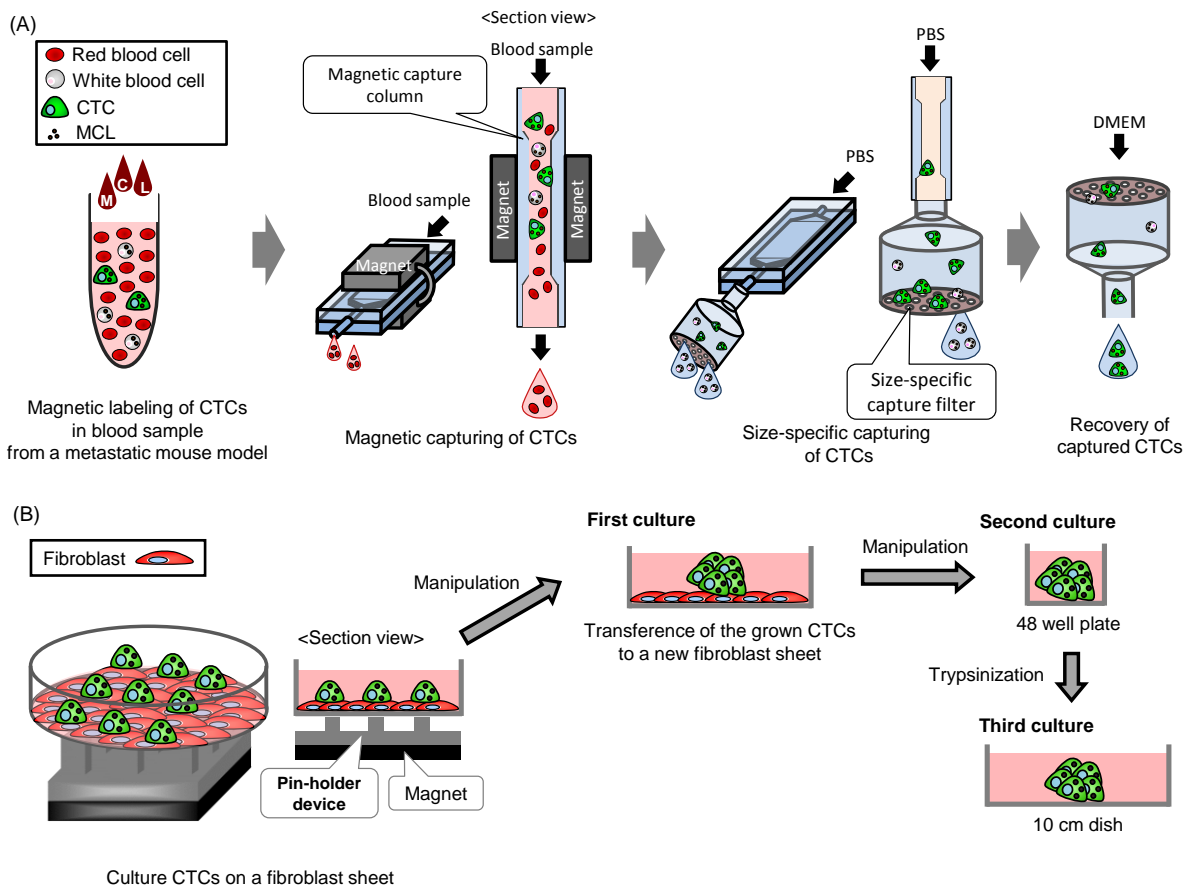 (A)
Red blood cell
White blood cell
CTC
MCL
M
C
L
Magnetic labeling of CTCs
in blood sample
from a metastatic mouse model
<Section view>
Blood sample
Magnetic capture
column
Magnet
Magnet
Blood sample
Magnet
Magnetic capturing of CTCs
PBS
PBS
Size-specific
capture filter
Size-specific capturing
of CTCs
DMEM
Recovery of
captured CTCs
(B)
Fibroblast
<Section view>
Pin-holder
device
Magnet
Culture CTCs on a fibroblast sheet
Manipulation
First culture
Transference of the grown CTCs
to a new fibroblast sheet
Manipulation
Second culture
48 well plate
Trypsinization
Third culture
10 cm dish